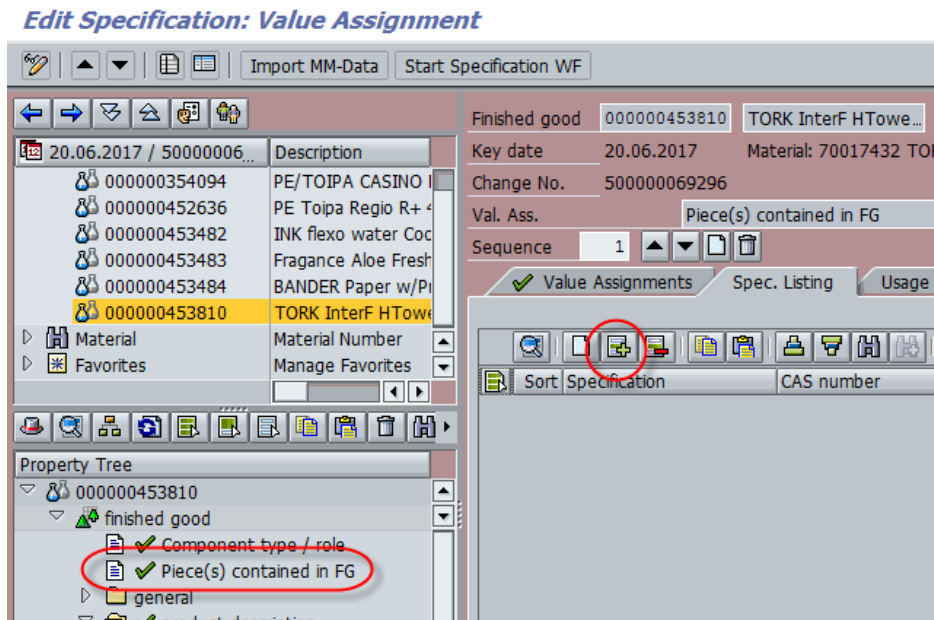 Edit Specification: Value Assignment
Import MM-Data Start Specification WF
20.06.2017 / 50000006... Description
000000354094 PE/TOIPA CASINO
000000452636 PE Toipa Regio R+
000000453482 INK flexo water Coc
000000453483 Fragance Aloe Fresh
000000453484 BANDER Paper w/Pr
000000453810 TORK InterF HTowe
Material Material Number
Favorites Manage Favorites
Property Tree
000000453810
finished good
Component type / role
Piece(s) contained in FG
general
product description
Finished good 000000453810 TORK InterF HTowe...
Key date 20.06.2017 Material: 70017432 TO
Change No. 500000069296
Val. Ass. Piece(s) contained in FG
Sequence 1
Value Assignments Spec. Listing Usage
Sort Specification CAS number